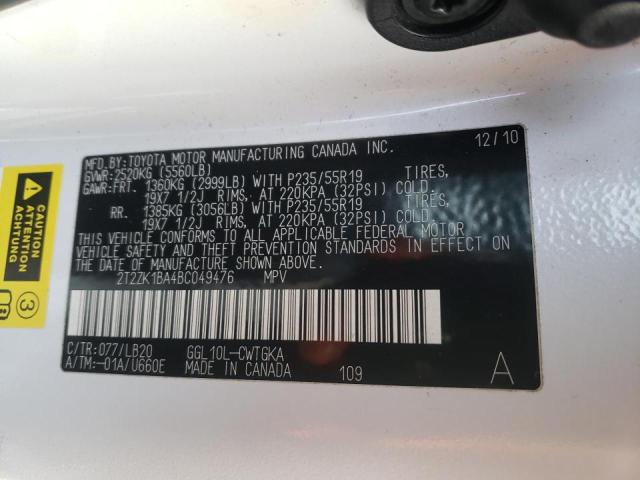 MFD.BY:TOYOTA MOTOR MANUFACTURING CANADA INC. 12/10
GVWR:2520KG (5560LB)
GAWR:FRT. 1360KG (2999LB) WITH P235/55R19 TIRES,
19X7 1/2J RIMS, AT 220KPA (32PSI) COLD.
RR. 1385KG (3056LB) WITH P235/55R19 TIRES,
19X7 1/2J RIMS, AT 220KPA (32PSI) COLD.
THIS VEHICLE CONFORMS TO ALL APPLICABLE FEDERAL MOTOR
VEHICLE SAFETY AND THEFT PREVENTION STANDARDS IN EFFECT ON
THE DATE OF MANUFACTURE SHOWN ABOVE.
2T2ZK1BA4BC049476 MPV
C/TR:077/LB20 GGL10L-CWTGKA
A/TM:-01A/U660E MADE IN CANADA 109 A
ATTENTION
ACHTUNG
3